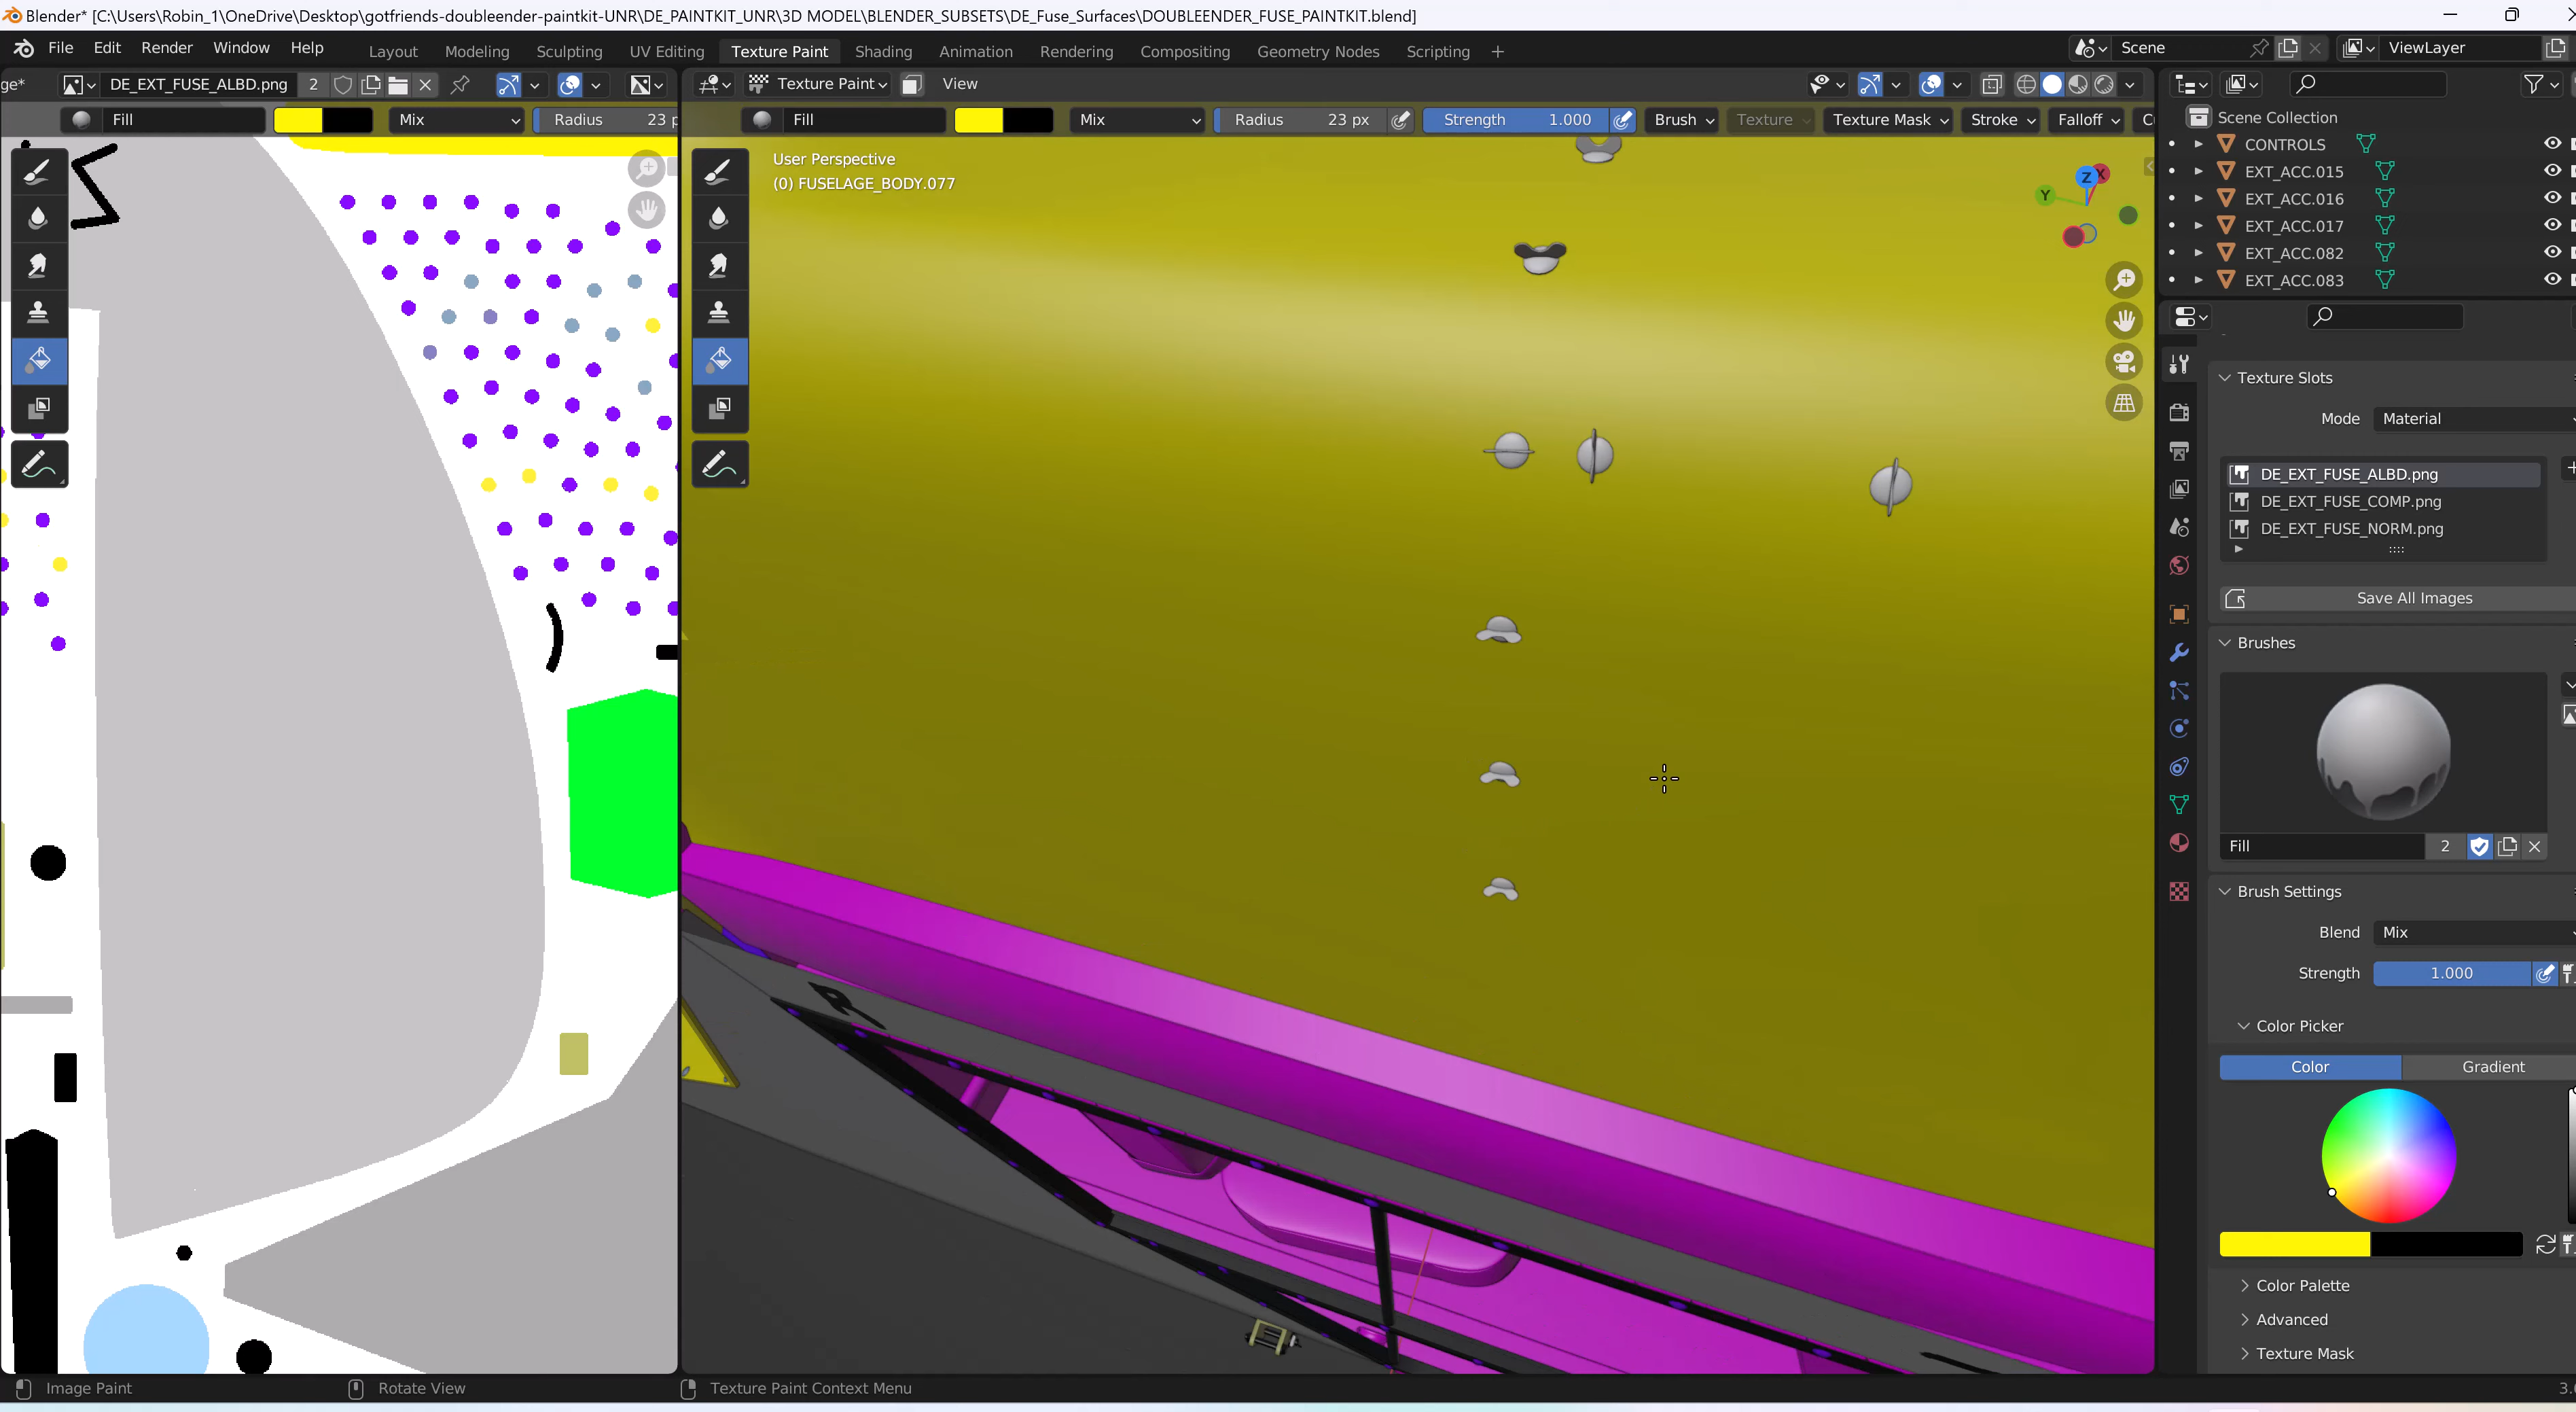 Blender* [C:\Users\Robin_1\OneDrive\Desktop\gotfriends-doubleender-paintkit-UNR\DE_PAINTKIT_UNR\3D MODEL\BLENDER_SUBSETS\DE_Fuse_Surfaces\DOUBLEENDER_FUSE_PAINTKIT.blend]
File Edit Render Window Help Layout Modeling Sculpting UV Editing Texture Paint Shading Animation Rendering Compositing Geometry Nodes Scripting + Scene ViewLayer
ge* DE_EXT_FUSE_ALBD.png 2 Texture Paint View
Fill Mix Radius 23 p Fill Mix Radius 23 px Strength 1.000 Brush Texture Texture Mask Stroke Falloff
User Perspective
(0) FUSELAGE_BODY.077
Z X
Y
Scene Collection
CONTROLS
EXT_ACC.015
EXT_ACC.016
EXT_ACC.017
EXT_ACC.082
EXT_ACC.083
Texture Slots
Mode Material
DE_EXT_FUSE_ALBD.png
DE_EXT_FUSE_COMP.png
DE_EXT_FUSE_NORM.png
Save All Images
Brushes
Fill 2
Brush Settings
Blend Mix
Strength 1.000
Color Picker
Color Gradient
Color Palette
Advanced
Texture Mask
Image Paint Rotate View Texture Paint Context Menu